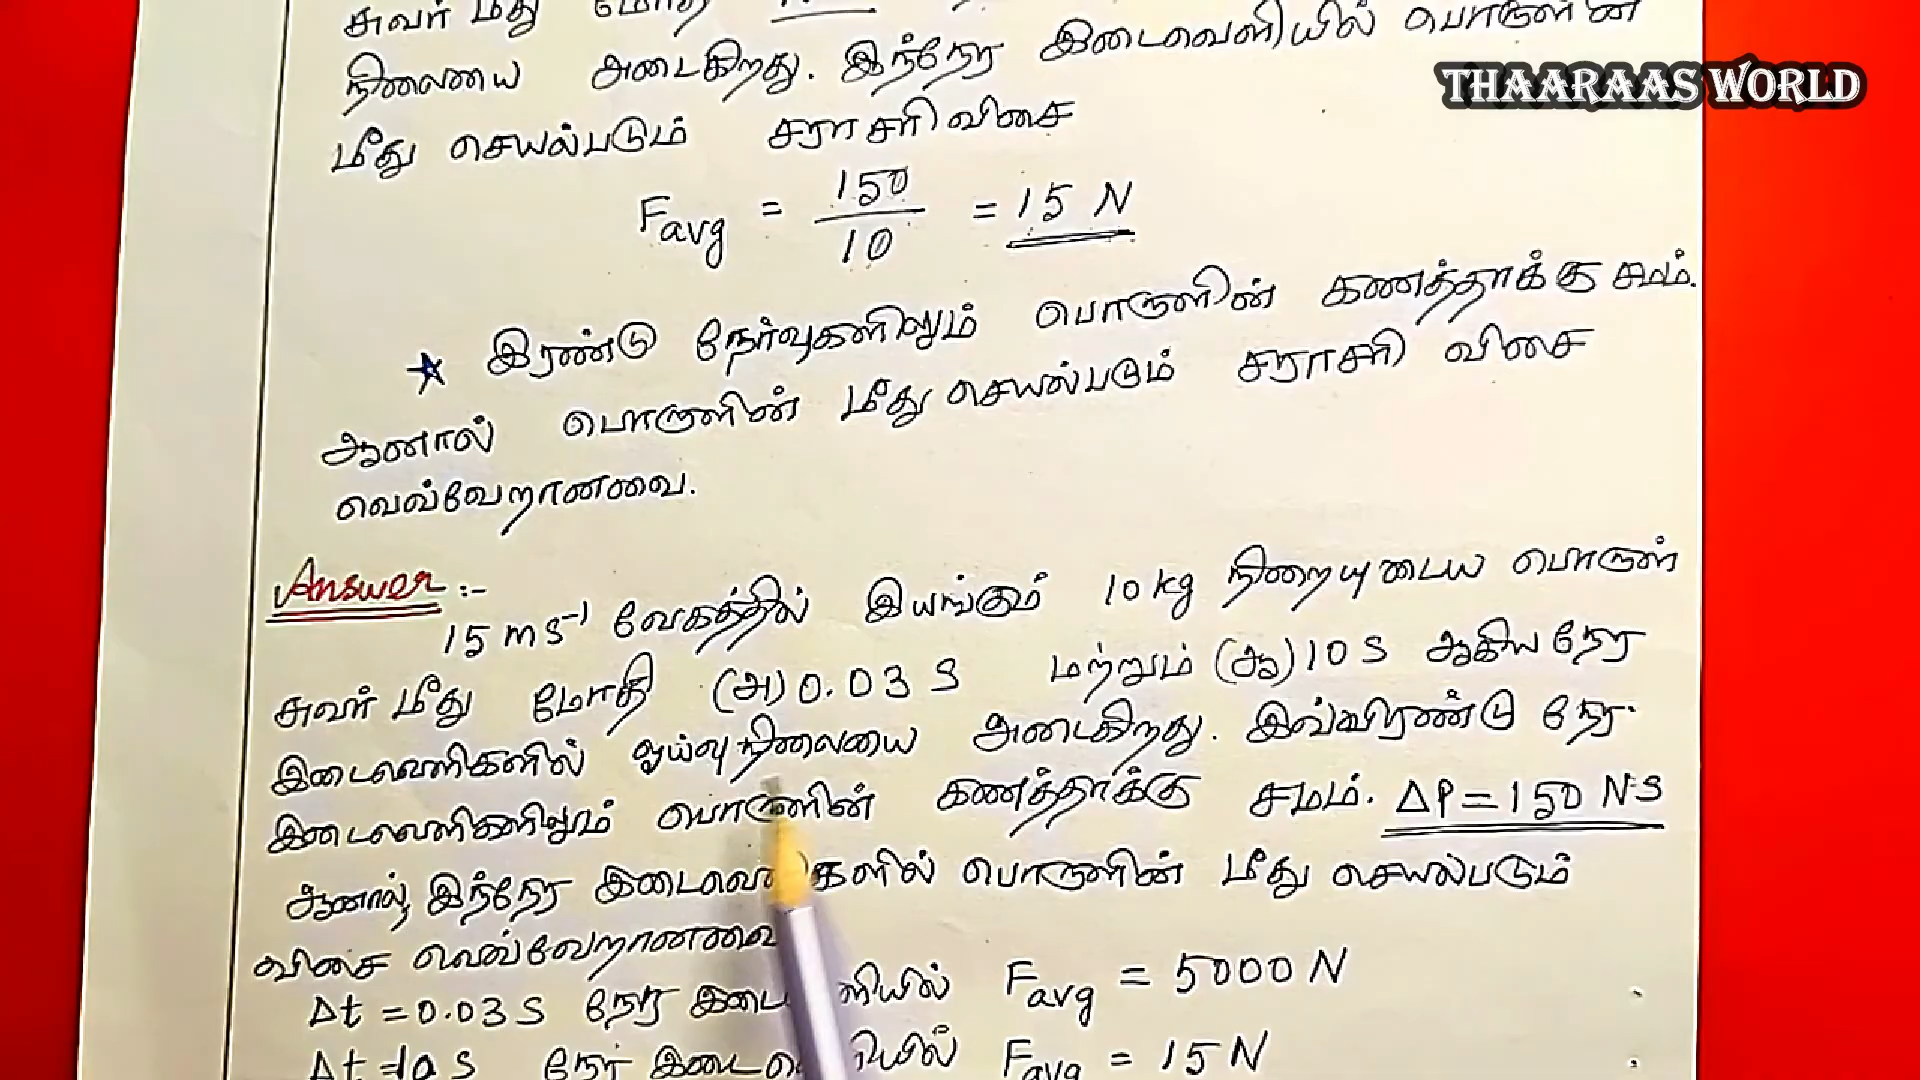 சுவர் மீது மோதி
நிலையை அடைகிறது. இந்நேர இடைவெளியில் பொருளின்
THAARAAS WORLD
மீது செயல்படும் சராசரி விசை
Favg = 150/10 = 15 N
★ இரண்டு நேர்வுகளிலும் பொருளின் கணத்தாக்கு சமம்.
ஆனால் பொருளின் மீது செயல்படும் சராசரி விசை
வெவ்வேறானவை.
Answer :-
15 m s⁻¹ வேகத்தில் இயங்கும் 10 kg நிறையுடைய பொருள்
சுவர் மீது மோதி (அ) 0.03 S மற்றும் (ஆ) 10 S ஆகிய நேர
இடைவெளிகளில் ஓய்வு நிலையை அடைகிறது. இவ்விரண்டு நேர
இடைவெளிகளிலும் பொருளின் கணத்தாக்கு சமம். ΔP = 150 N-S
ஆனால், இந்நேர களில் பொருளின் மீது செயல்படும்
விசை வெவ்வேறானவை
Δt = 0.03 S நேர Favg = 5000 N
Δt = 10 S நேர Favg = 15 N